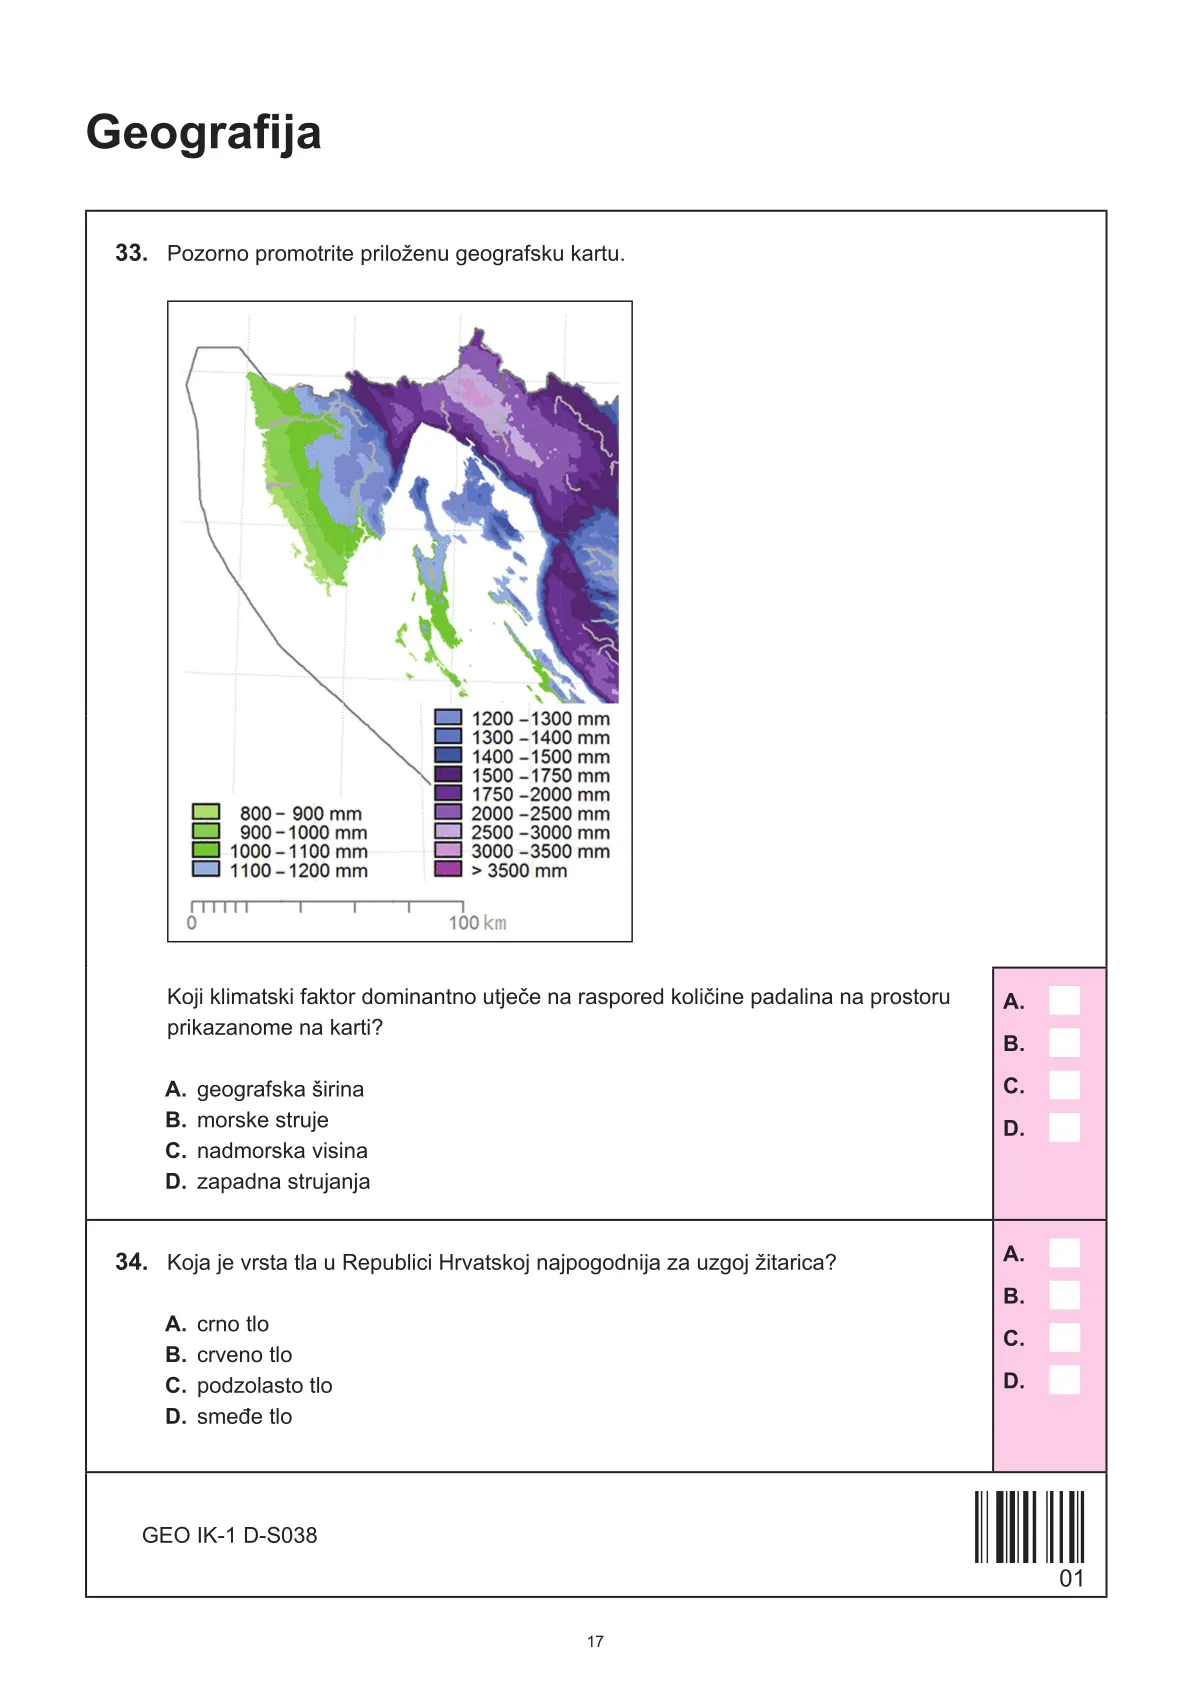 Geografija
33. Pozorno promotrite priloženu geografsku kartu.
1200 – 1300 mm
1300 – 1400 mm
1400 – 1500 mm
1500 – 1750 mm
1750 – 2000 mm
2000 – 2500 mm
2500 – 3000 mm
3000 – 3500 mm
> 3500 mm
800 – 900 mm
900 – 1000 mm
1000 – 1100 mm
1100 – 1200 mm
0 100 km
Koji klimatski faktor dominantno utječe na raspored količine padalina na prostoru
prikazanome na karti?
A. geografska širina
B. morske struje
C. nadmorska visina
D. zapadna strujanja
A.
B.
C.
D.
34. Koja je vrsta tla u Republici Hrvatskoj najpogodnija za uzgoj žitarica?
A. crno tlo
B. crveno tlo
C. podzolasto tlo
D. smeđe tlo
A.
B.
C.
D.
GEO IK-1 D-S038
01
17